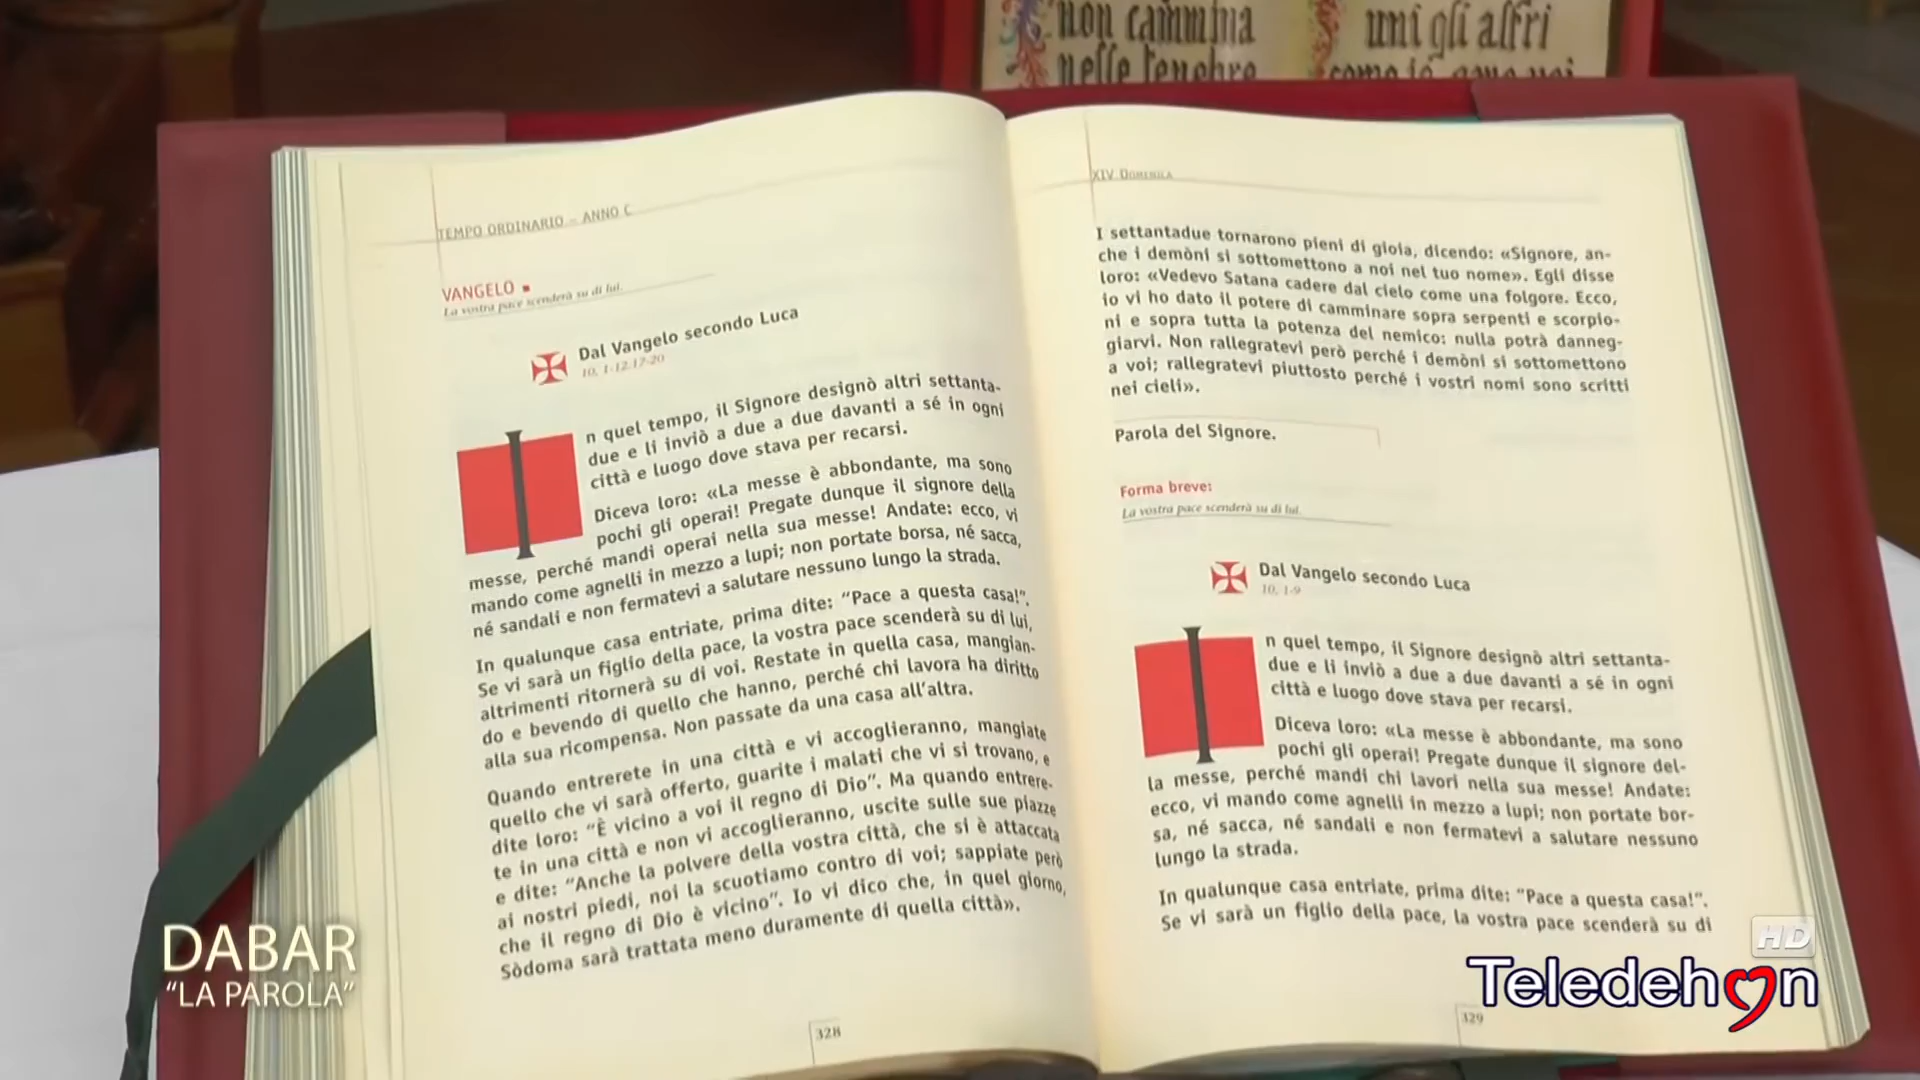 non cammina
nelle tenebre
uni gli altri
come io
TEMPO ORDINARIO – ANNO C
VANGELO
La vostra pace scenderà su di lui.
Dal Vangelo secondo Luca
10, 1-12.17-20
In quel tempo, il Signore designò altri settanta-
due e li inviò a due a due davanti a sé in ogni
città e luogo dove stava per recarsi.
Diceva loro: «La messe è abbondante, ma sono
pochi gli operai! Pregate dunque il signore della
messe, perché mandi operai nella sua messe! Andate: ecco, vi
mando come agnelli in mezzo a lupi; non portate borsa, né sacca,
né sandali e non fermatevi a salutare nessuno lungo la strada.
In qualunque casa entriate, prima dite: “Pace a questa casa!”.
Se vi sarà un figlio della pace, la vostra pace scenderà su di lui,
altrimenti ritornerà su di voi. Restate in quella casa, mangian-
do e bevendo di quello che hanno, perché chi lavora ha diritto
alla sua ricompensa. Non passate da una casa all’altra.
Quando entrerete in una città e vi accoglieranno, mangiate
quello che vi sarà offerto, guarite i malati che vi si trovano, e
dite loro: “È vicino a voi il regno di Dio”. Ma quando entrere-
te in una città e non vi accoglieranno, uscite sulle sue piazze
e dite: “Anche la polvere della vostra città, che si è attaccata
ai nostri piedi, noi la scuotiamo contro di voi; sappiate però
che il regno di Dio è vicino”. Io vi dico che, in quel giorno,
Sòdoma sarà trattata meno duramente di quella città».
328
XIV DOMENICA
I settantadue tornarono pieni di gioia, dicendo: «Signore, an-
che i demòni si sottomettono a noi nel tuo nome». Egli disse
loro: «Vedevo Satana cadere dal cielo come una folgore. Ecco,
io vi ho dato il potere di camminare sopra serpenti e scorpio-
ni e sopra tutta la potenza del nemico: nulla potrà danneg-
giarvi. Non rallegratevi però perché i demòni si sottomettono
a voi; rallegratevi piuttosto perché i vostri nomi sono scritti
nei cieli».
Parola del Signore.
Forma breve:
La vostra pace scenderà su di lui.
Dal Vangelo secondo Luca
10, 1-9
In quel tempo, il Signore designò altri settanta-
due e li inviò a due a due davanti a sé in ogni
città e luogo dove stava per recarsi.
Diceva loro: «La messe è abbondante, ma sono
pochi gli operai! Pregate dunque il signore del-
la messe, perché mandi chi lavori nella sua messe! Andate:
ecco, vi mando come agnelli in mezzo a lupi; non portate bor-
sa, né sacca, né sandali e non fermatevi a salutare nessuno
lungo la strada.
In qualunque casa entriate, prima dite: “Pace a questa casa!”.
Se vi sarà un figlio della pace, la vostra pace scenderà su di
329
DABAR
“LA PAROLA”
HD
Teledehon